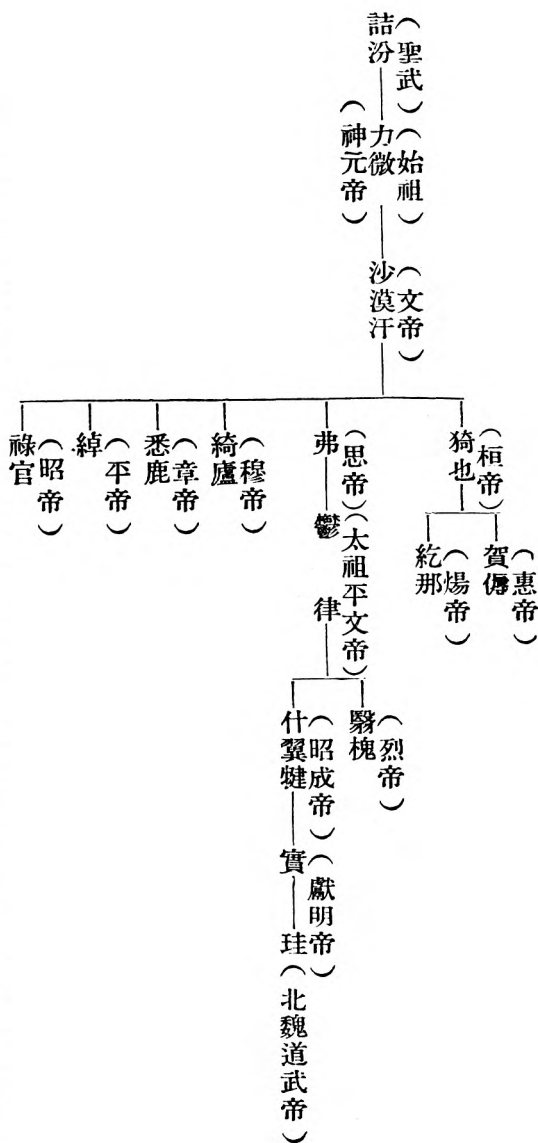 (聖武)
詰汾
(始祖)
力微
(神元帝)
(文帝)
沙漠汗
(桓帝)
猗也
(惠帝)
賀傉
(煬帝)
紇那
(思帝)
弗
(太祖平文帝)
鬱律
(烈帝)
翳槐
(昭成帝)
什翼犍
(獻明帝)
實
珪(北魏道武帝)
(穆帝)
綺廬
(章帝)
悉鹿
(平帝)
綽
(昭帝)
祿官